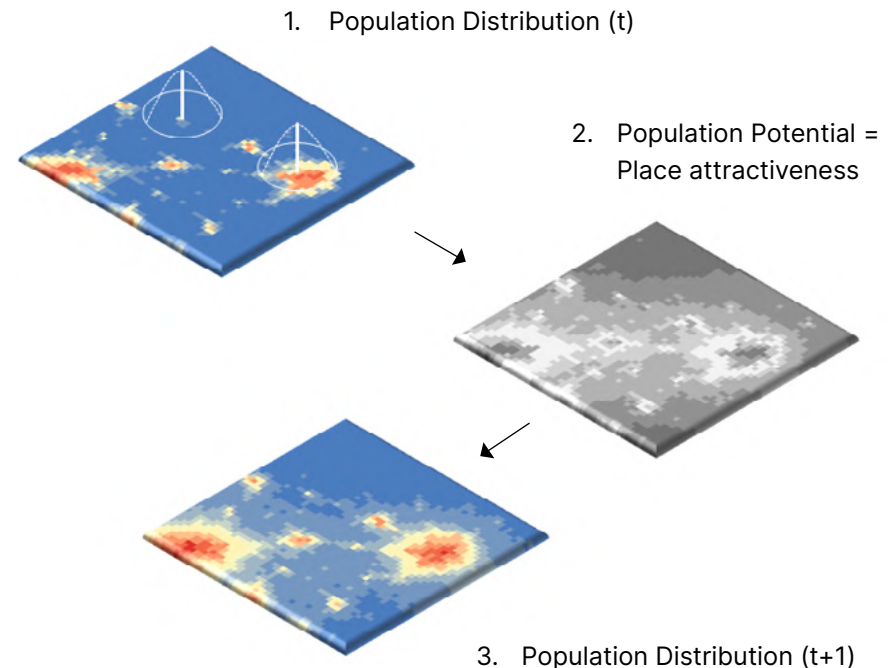 1. Population Distribution (t)
2. Population Potential =
Place attractiveness
3. Population Distribution (t+1)